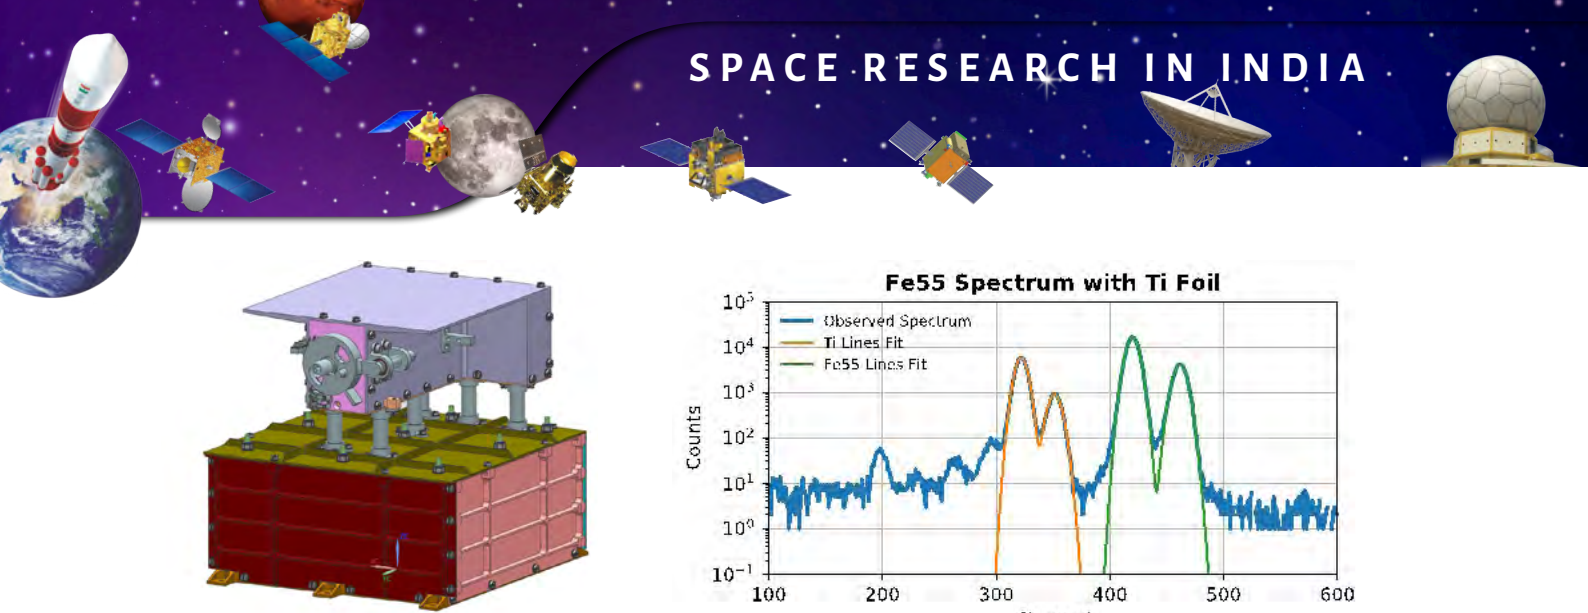 SPACE RESEARCH IN INDIA
Fe55 Spectrum with Ti Foil
Observed Spectrum
Ti Lines Fit
Fe55 Lines Fit
Counts
10⁵
10⁴
10³
10²
10¹
10⁰
10⁻¹
100 200 300 400 500 600